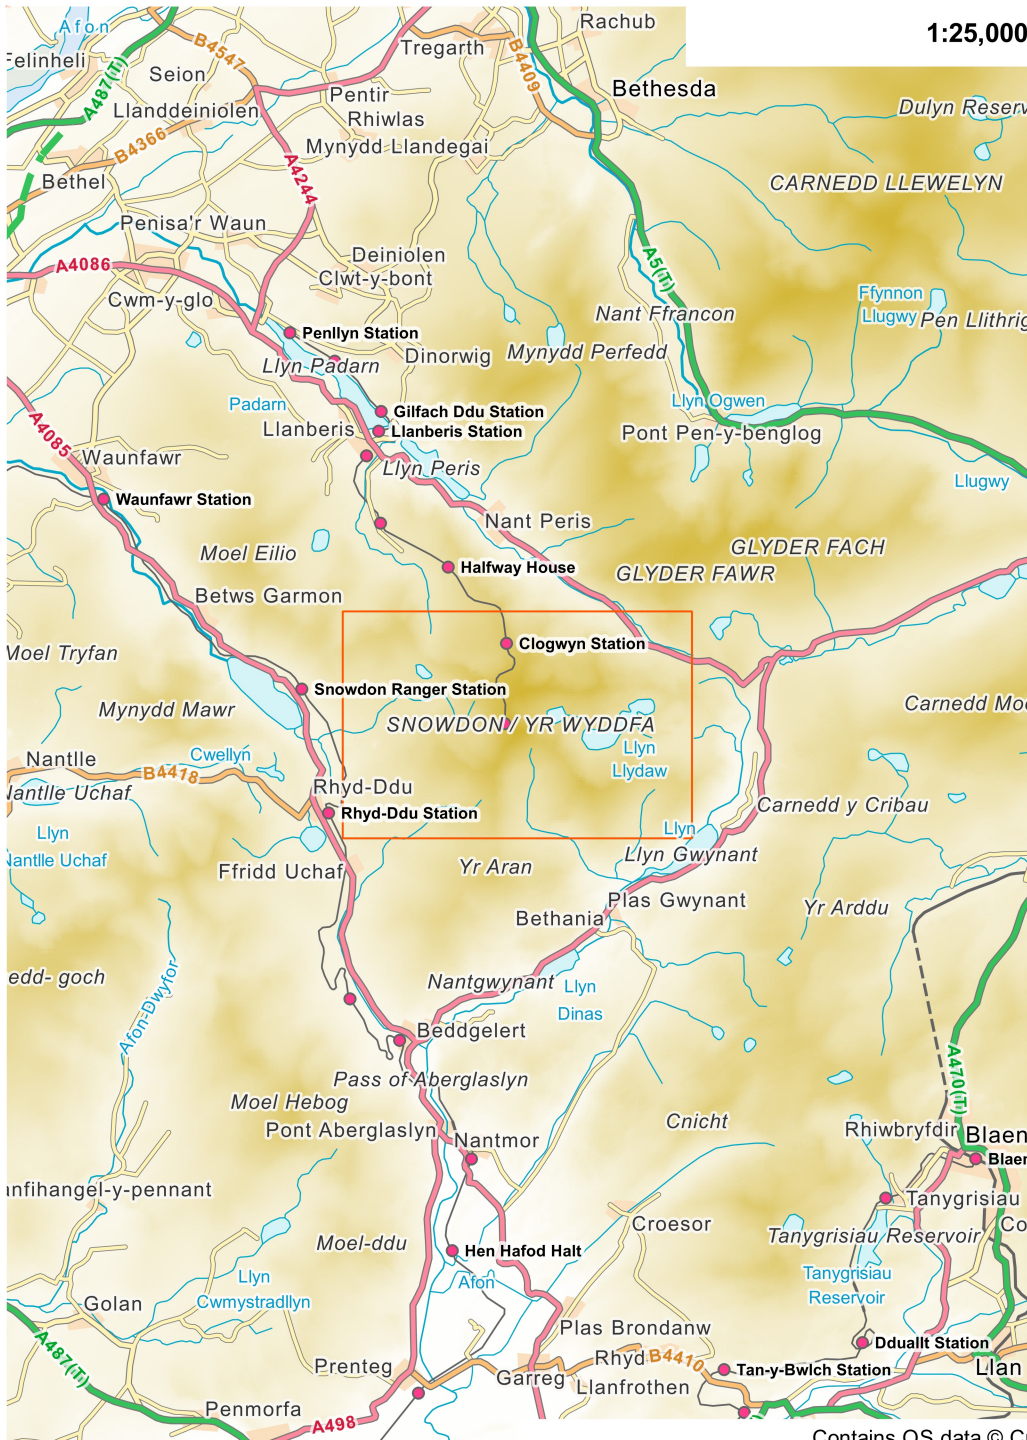 1:25,000
Afon
Rachub
Tregarth
B4547
B4409
Felinheli
Seion
A487(T)
Bethesda
Pentir
Llanddeiniolen
Rhiwlas
Dulyn Reserv
B4366
Mynydd Llandegai
A4244
Bethel
CARNEDD LLEWELYN
Penisa'r Waun
Deiniolen
A4086
Clwt-y-bont
A5(T)
Cwm-y-glo
Ffynnon
Llugwy
Nant Ffrancon
Pen Llithrig
Penllyn Station
Dinorwig
Mynydd Perfedd
Llyn Padarn
Padarn
Llyn Ogwen
Gilfach Ddu Station
Llanberis
Llanberis Station
Pont Pen-y-benglog
A4085
Waunfawr
Llyn Peris
Llugwy
Waunfawr Station
Nant Peris
Moel Eilio
GLYDER FACH
Halfway House
GLYDER FAWR
Betws Garmon
Clogwyn Station
Moel Tryfan
Snowdon Ranger Station
Mynydd Mawr
Carnedd Moe
SNOWDON / YR WYDDFA
Nantlle
Cwellyn
Llyn
Llydaw
B4418
Rhyd-Ddu
Nantlle Uchaf
Carnedd y Cribau
Rhyd-Ddu Station
Llyn
Nantlle Uchaf
Llyn
Llyn Gwynant
Ffridd Uchaf
Yr Aran
Plas Gwynant
Yr Arddu
Bethania
edd- goch
Nantgwynant
Llyn
Dinas
Afon-Dwyfor
Beddgelert
A470(T)
Pass of Aberglaslyn
Moel Hebog
Cnicht
Pont Aberglaslyn
Rhiwbryfdir
Blaen
Nantmor
Blaen
anfihangel-y-pennant
Tanygrisiau
Croesor
Co
Moel-ddu
Tanygrisiau Reservoir
Hen Hafod Halt
Llyn
Cwmystradllyn
Afon
Tanygrisiau
Reservoir
Golan
Plas Brondanw
Dduallt Station
A487(T)
Prenteg
Rhyd
B4410
Tan-y-Bwlch Station
Llan
Garreg
Llanfrothen
Penmorfa
A498
)
Contains OS data © C